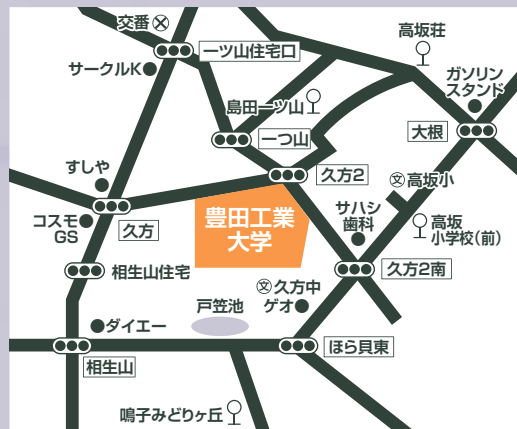 交番
高坂荘
一ツ山住宅口
サークルK
ガソリン
スタンド
島田一ツ山
一つ山
大根
すしや
久方2
高坂小
豊田工業
大学
サハシ
歯科
コスモ
GS
久方
高坂
小学校(前)
相生山住宅
久方2南
久方中
戸笠池
ゲオ
ダイエー
ほら貝東
相生山
鳴子みどりヶ丘
文
文